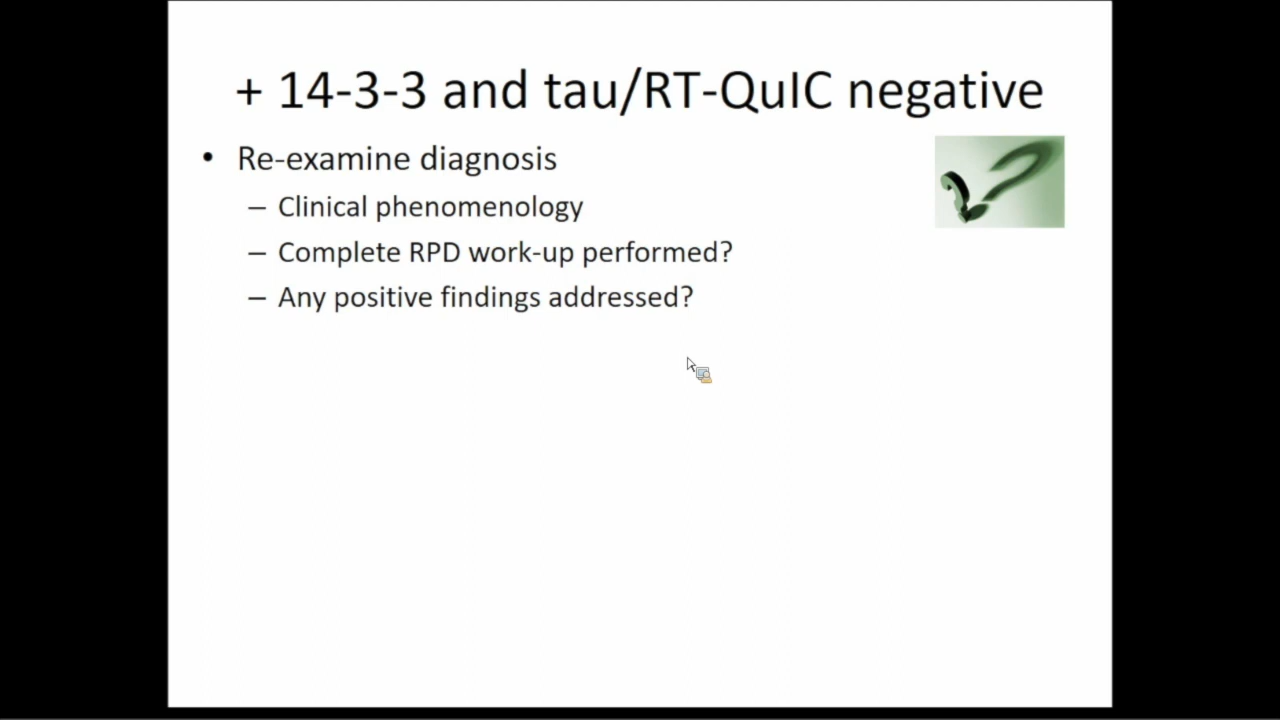 + 14-3-3 and tau/RT-QuIC negative
• Re-examine diagnosis
– Clinical phenomenology
– Complete RPD work-up performed?
– Any positive findings addressed?